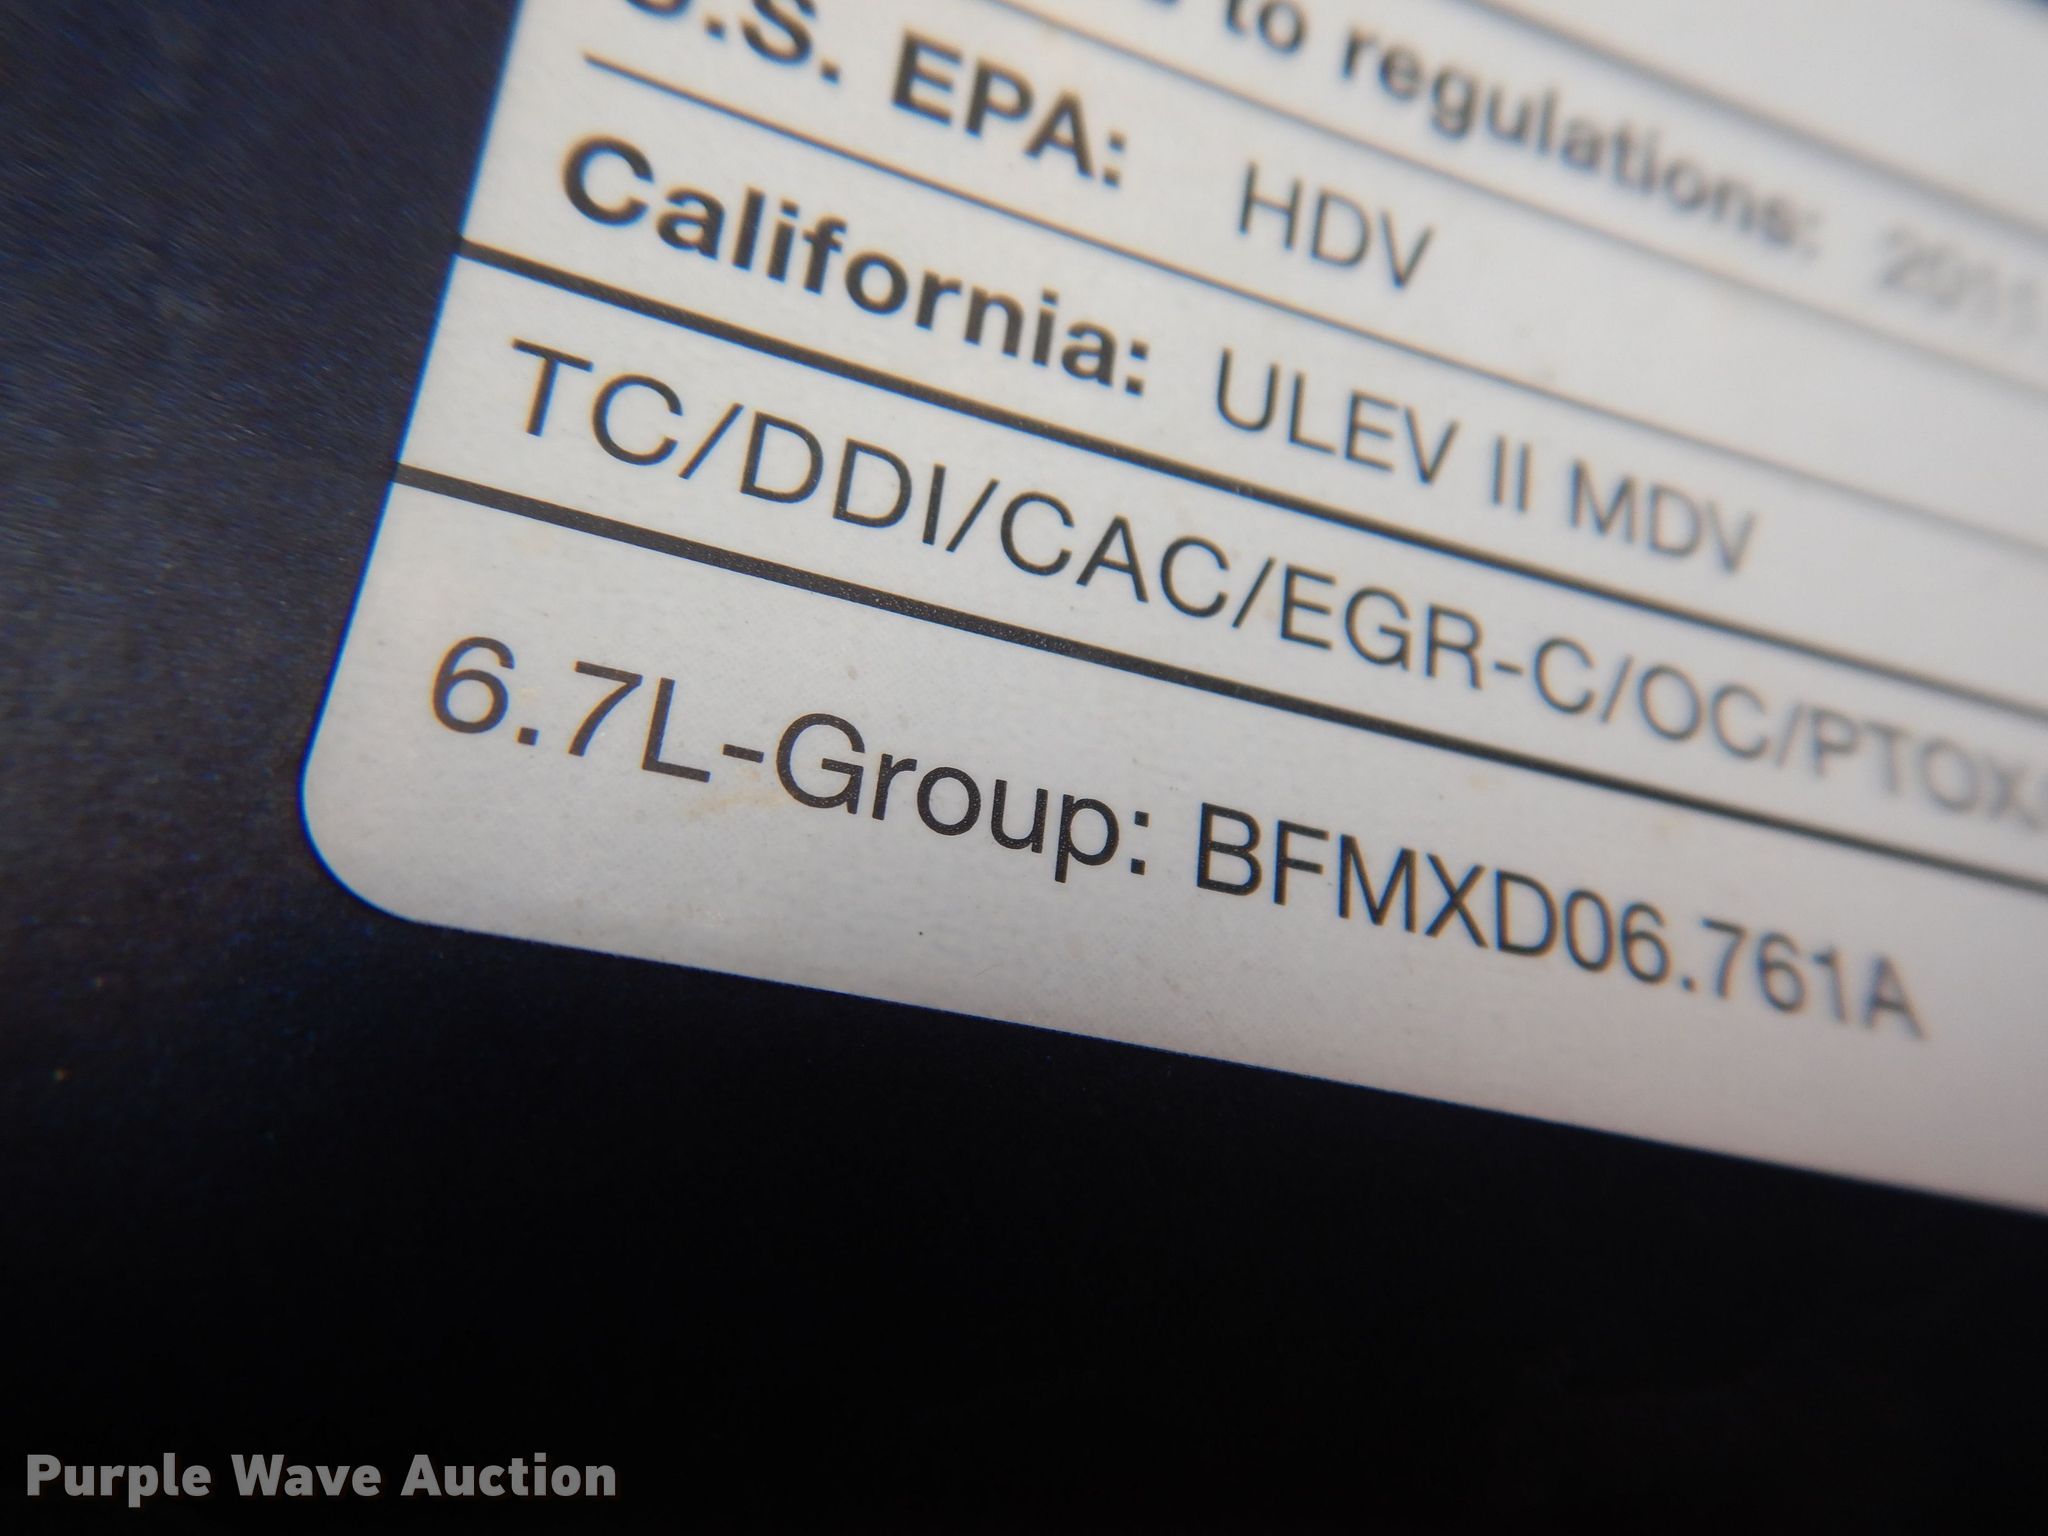 to regulations: 2011
U.S. EPA: HDV
California: ULEV II MDV
TC/DDI/CAC/EGR-C/OC/PTOX
6.7L-Group: BFMXD06.761A
Purple Wave Auction